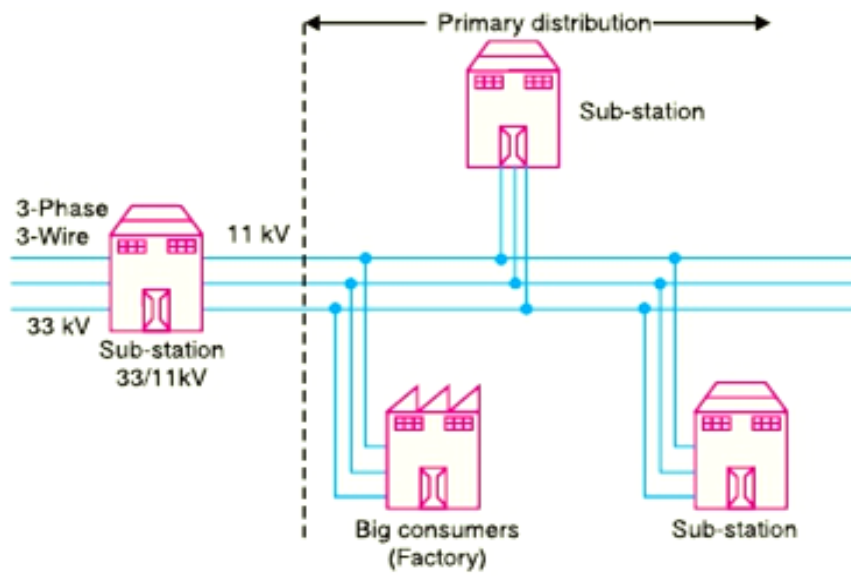 Primary distribution
Sub-station
3-Phase
3-Wire
11 kV
33 kV
Sub-station
33/11kV
Big consumers
(Factory)
Sub-station